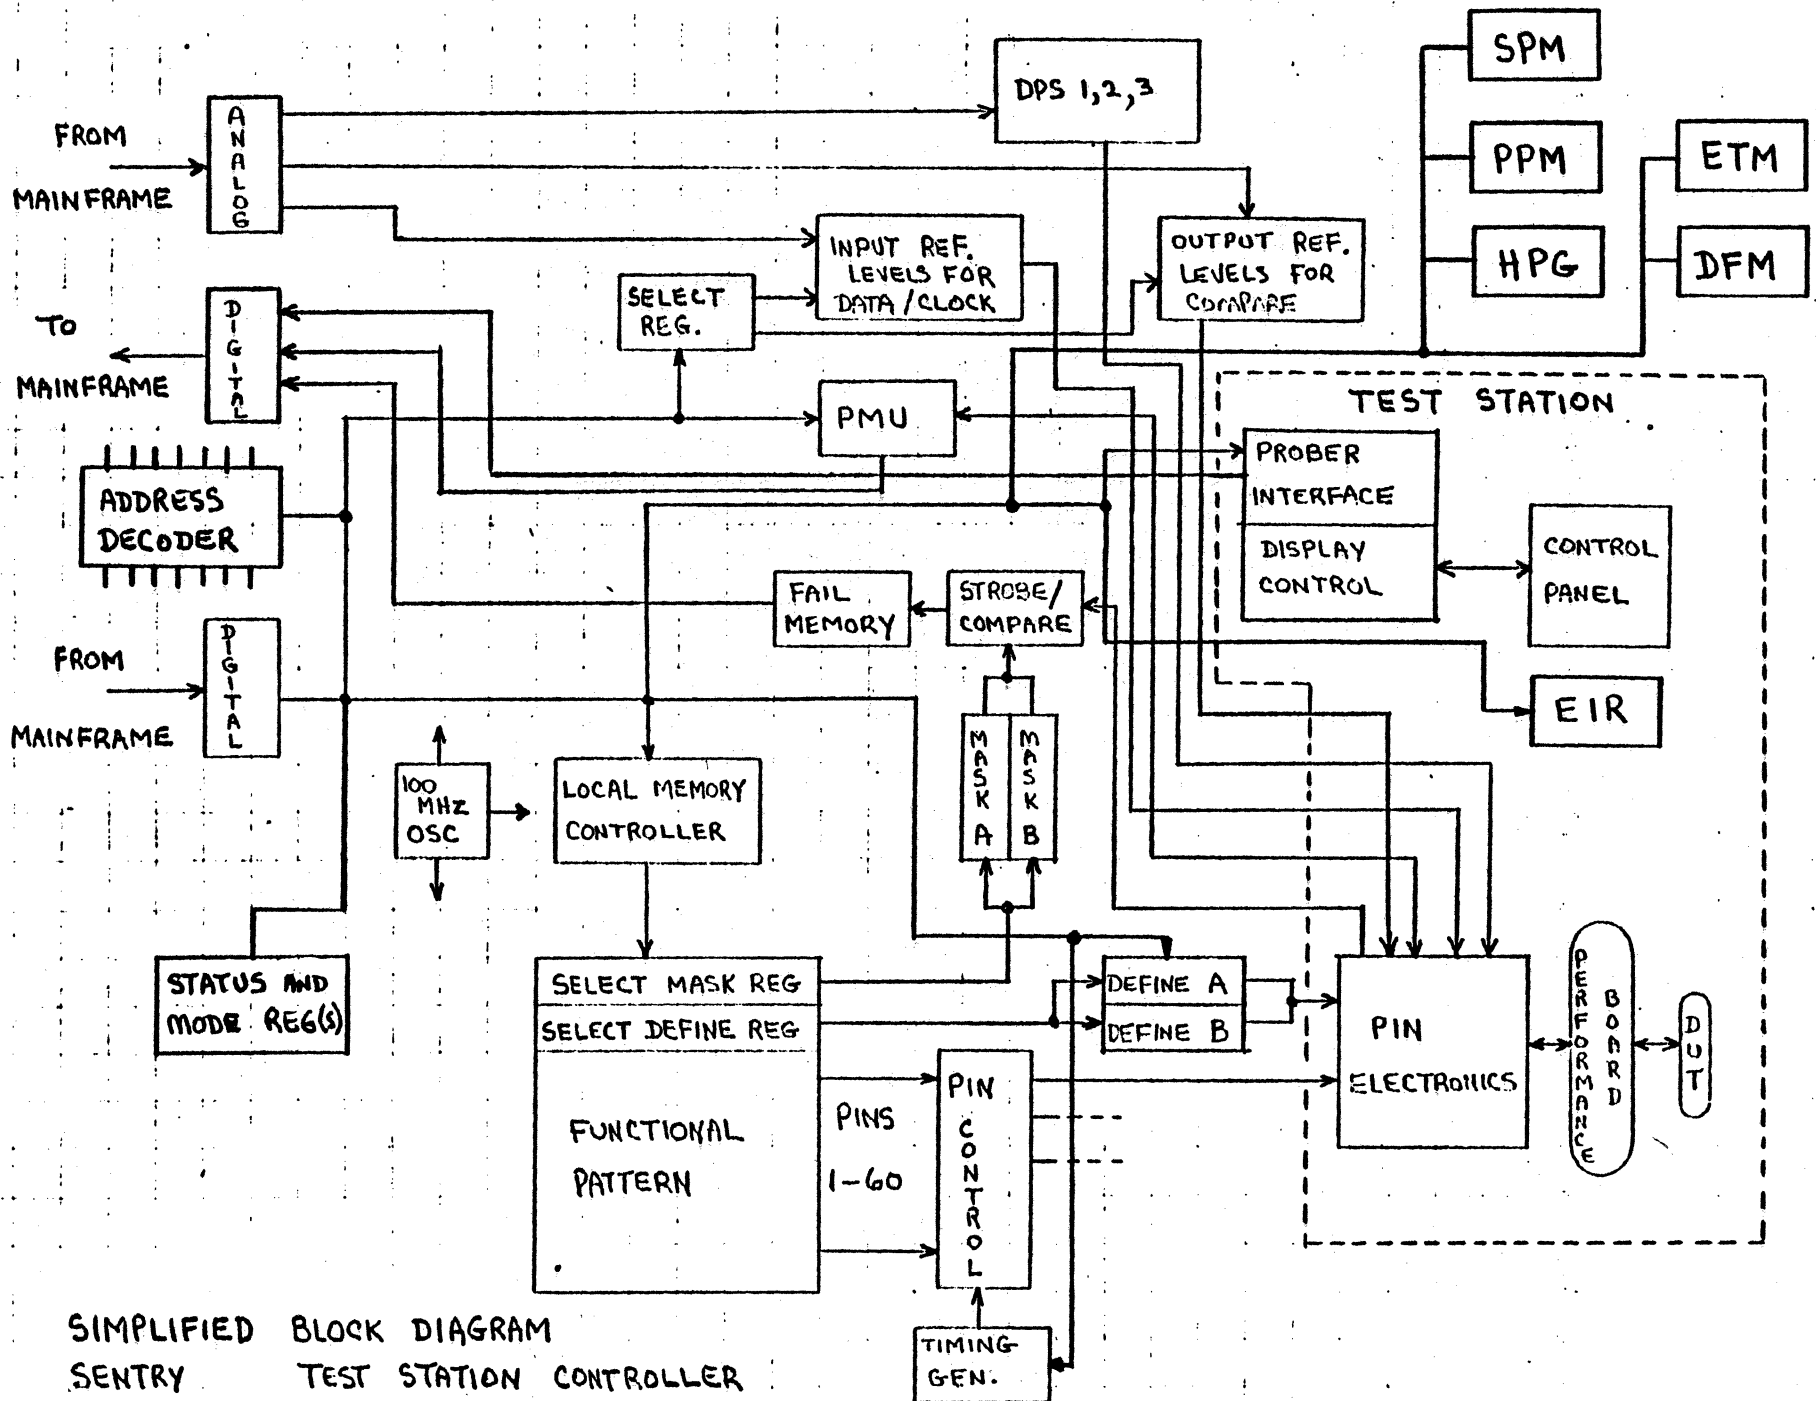 SPM
DPS 1,2,3
ANALOG
FROM
MAINFRAME
PPM
ETM
INPUT REF.
LEVELS FOR
DATA/CLOCK
OUTPUT REF.
LEVELS FOR
COMPARE
HPG
DFM
SELECT
REG.
TO
MAINFRAME
DIGITAL
TEST STATION
PMU
PROBER
INTERFACE
ADDRESS
DECODER
DISPLAY
CONTROL
CONTROL
PANEL
FAIL
MEMORY
STROBE/
COMPARE
FROM
MAINFRAME
DIGITAL
EIR
MASK A
MASK B
100
MHZ
OSC
LOCAL MEMORY
CONTROLLER
STATUS AND
MODE REG(S)
SELECT MASK REG
SELECT DEFINE REG
DEFINE A
DEFINE B
PIN
ELECTRONICS
PERFORMANCE
BOARD
DUT
FUNCTIONAL
PATTERN
PINS
1-60
PIN
CONTROL
TIMING
GEN.
SIMPLIFIED BLOCK DIAGRAM
SENTRY TEST STATION CONTROLLER